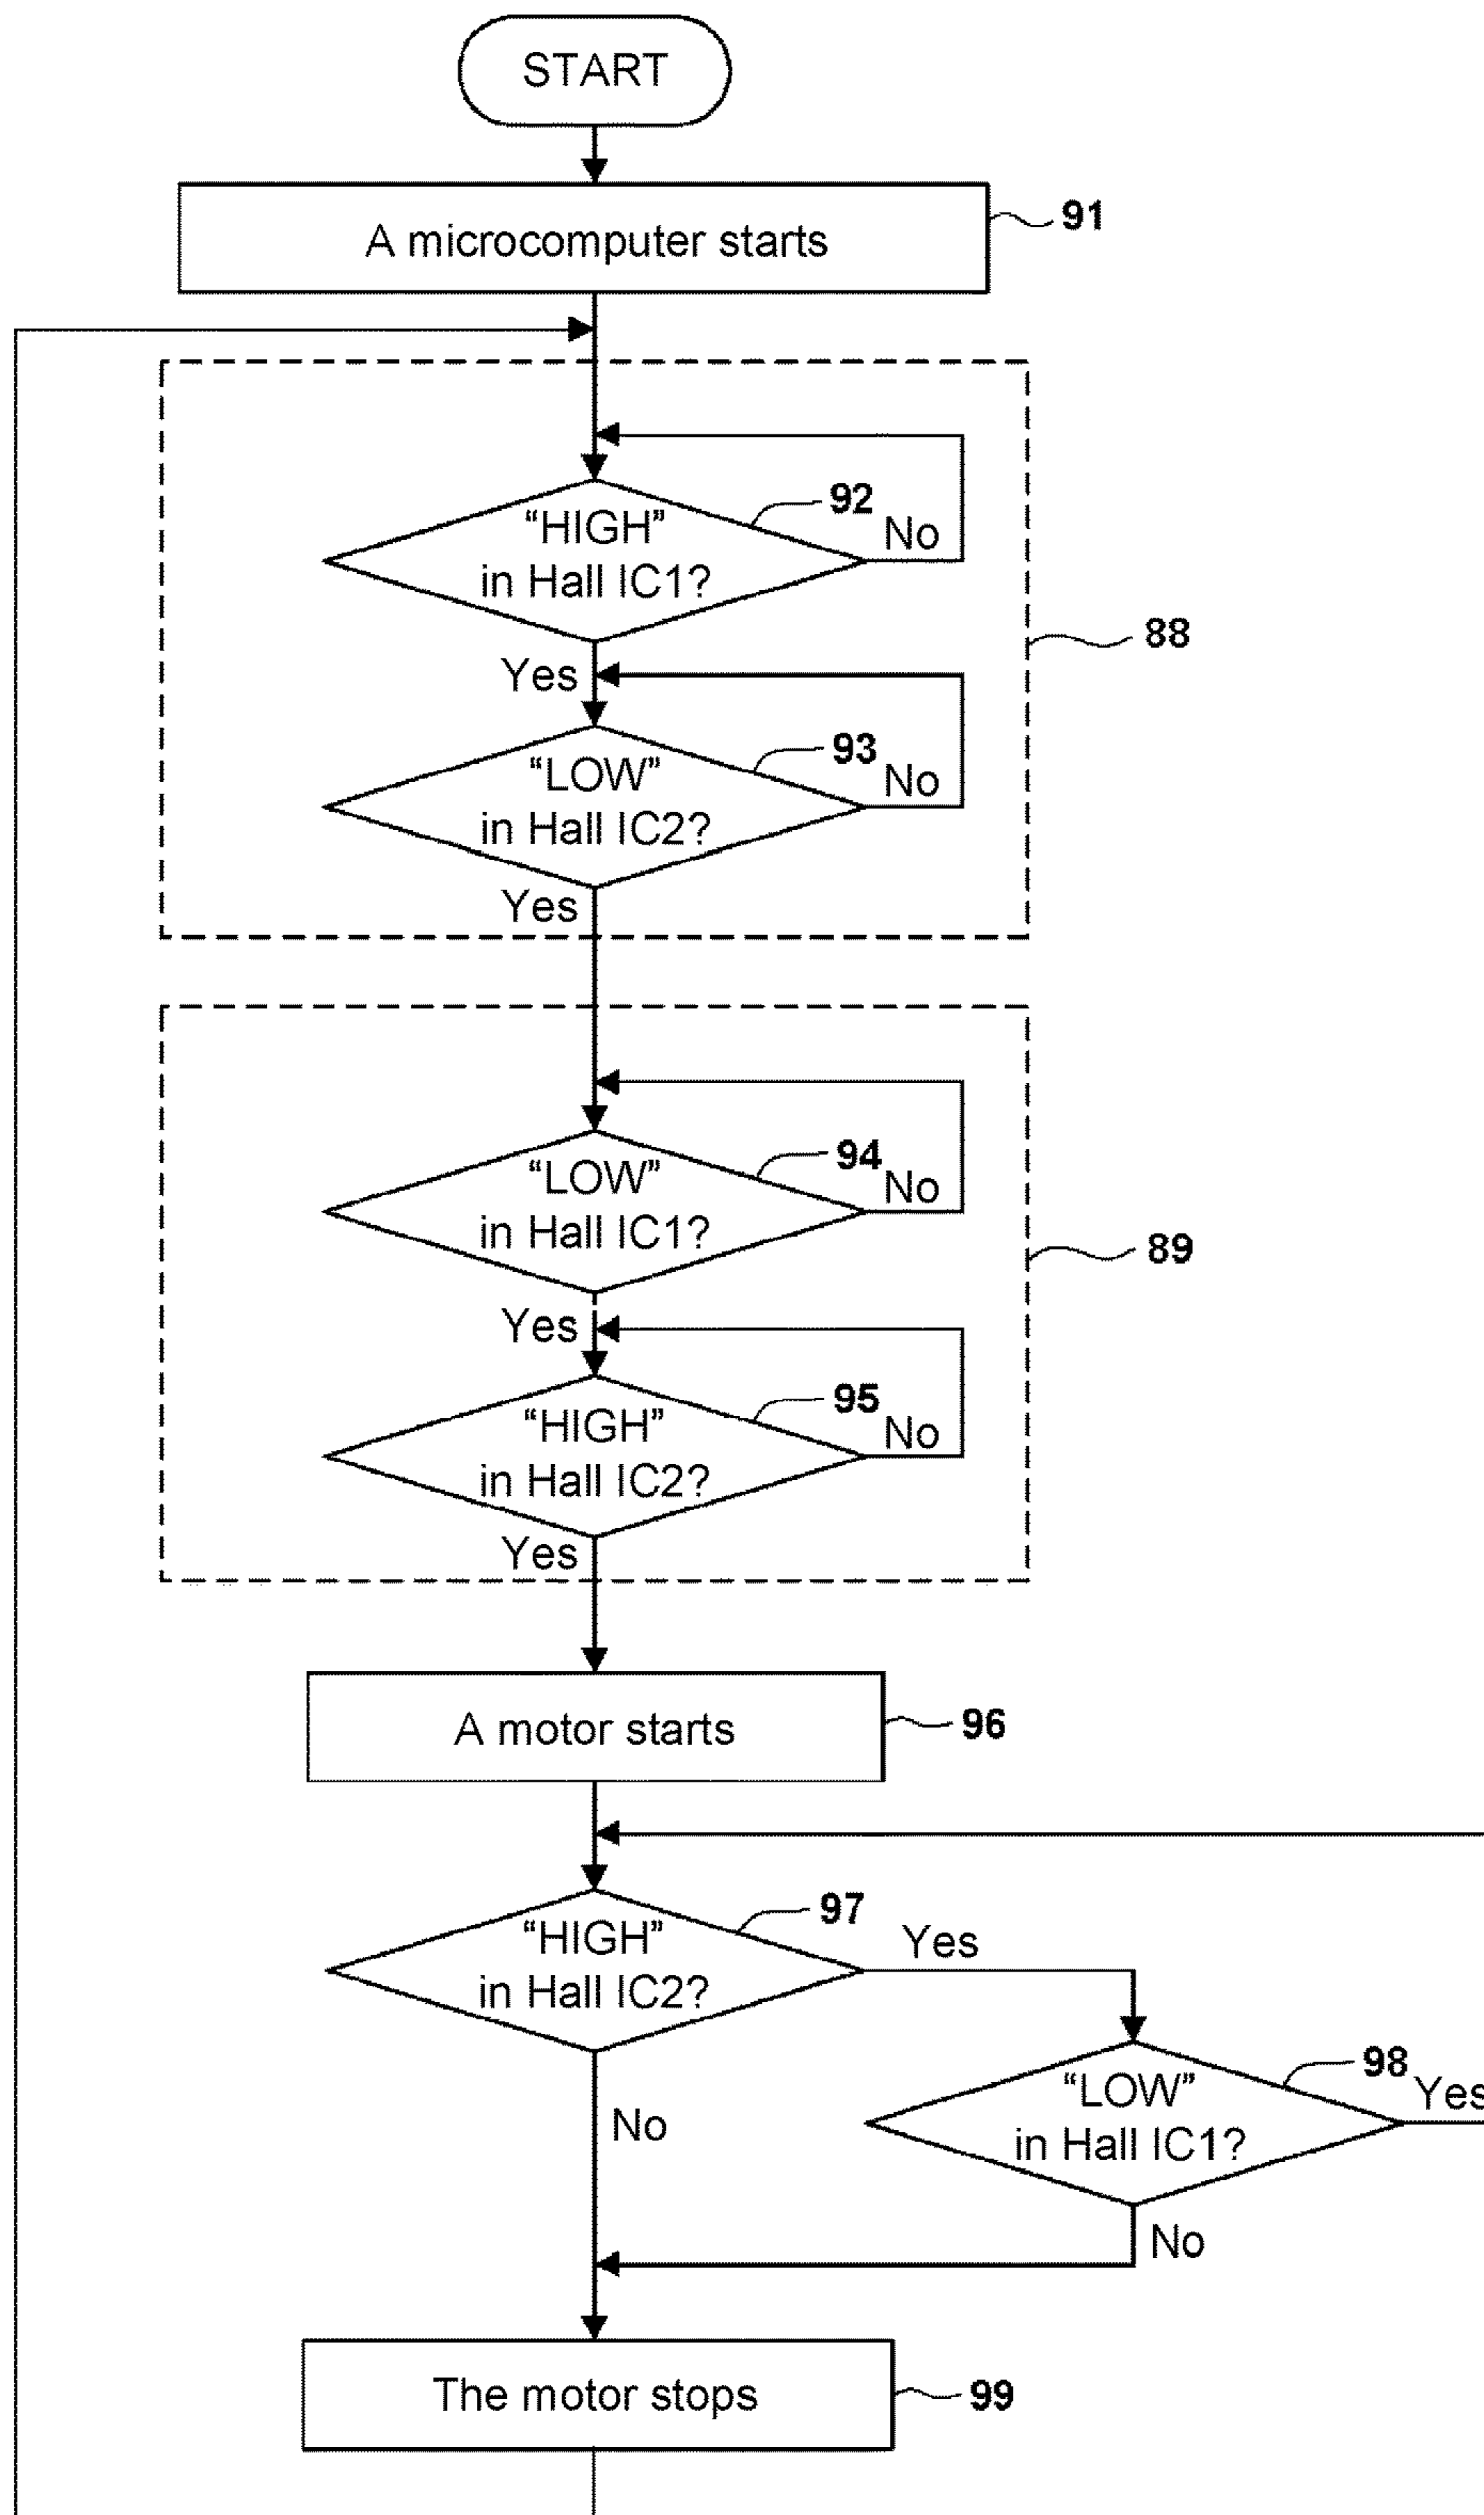 START
A microcomputer starts
91
“HIGH”
in Hall IC1?
92
No
88
Yes
“LOW”
in Hall IC2?
93
No
Yes
“LOW”
in Hall IC1?
94
No
89
Yes
“HIGH”
in Hall IC2?
95
No
Yes
A motor starts
96
“HIGH”
in Hall IC2?
97
Yes
“LOW”
in Hall IC1?
98
Yes
No
No
The motor stops
99